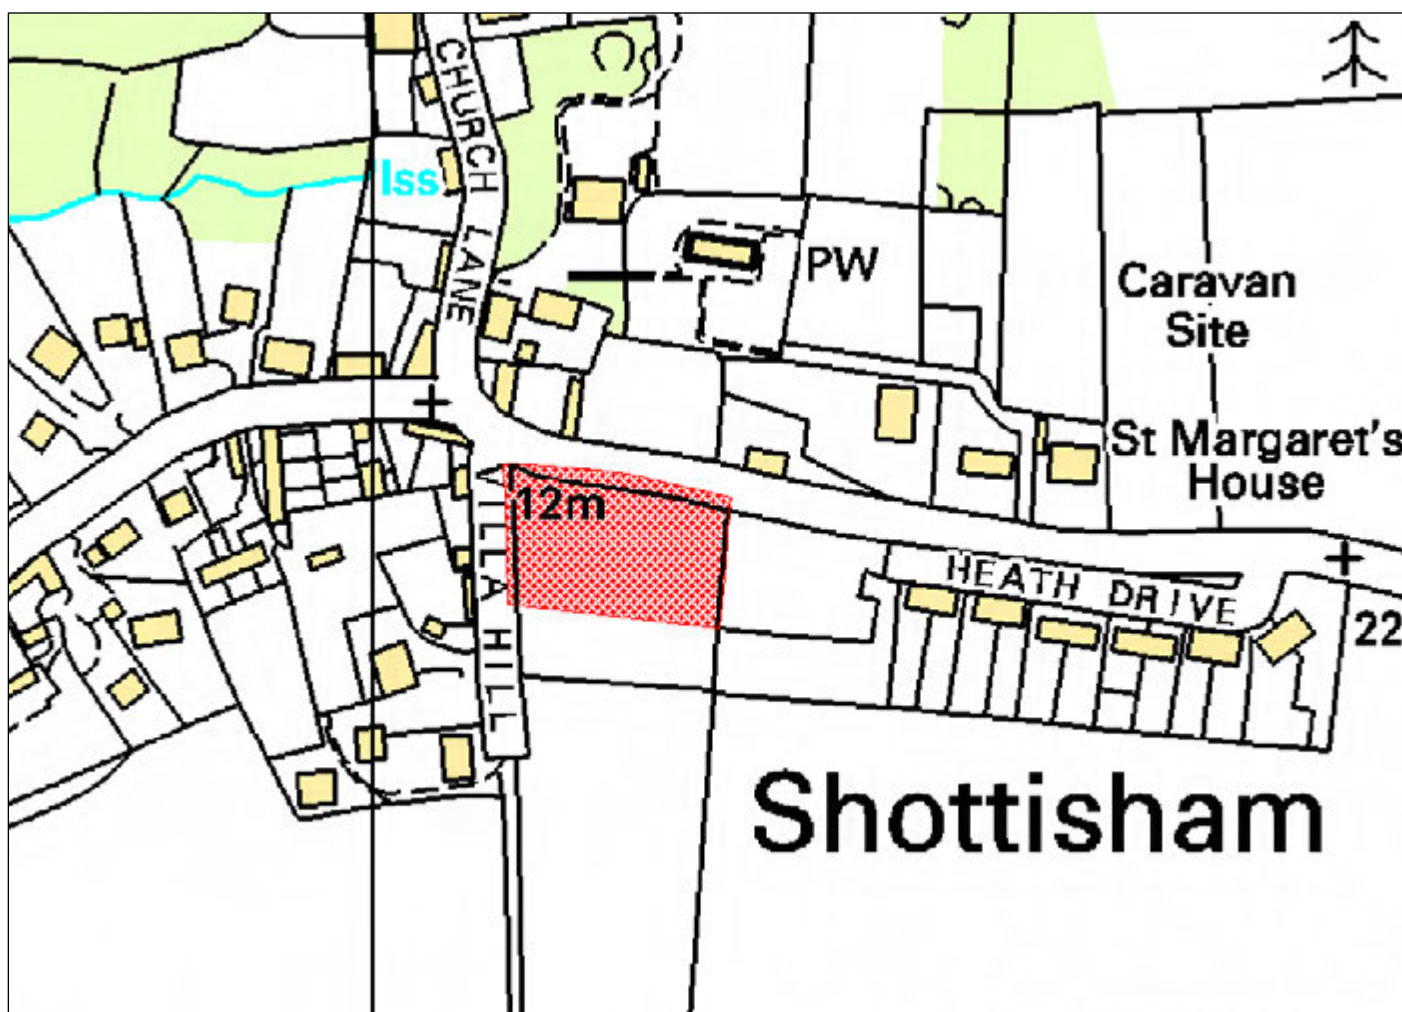 CHURCH LANE
Iss
PW
Caravan
Site
St Margaret's
House
12m
VILLA HILL
HEATH DRIVE
22
Shottisham